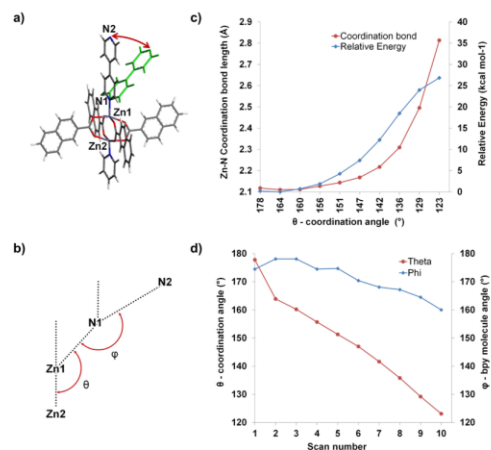 a)
N2
N1
Zn1
Zn2
b)
N2
N1
φ
Zn1
θ
Zn2
c)
Coordination bond
Relative Energy
Zn-N Coordination bond length (Å)
2.9
2.8
2.7
2.6
2.5
2.4
2.3
2.2
2.1
40
35
30
25
20
15
10
5
0
Relative Energy (kcal mol-1)
178 164 160 156 151 147 142 136 129 123
θ - coordination angle (°)
d)
Theta
Phi
θ - coordination angle (°)
180
170
160
150
140
130
120
180
170
160
150
140
130
120
φ - bpy molecule angle (°)
1 2 3 4 5 6 7 8 9 10
Scan number